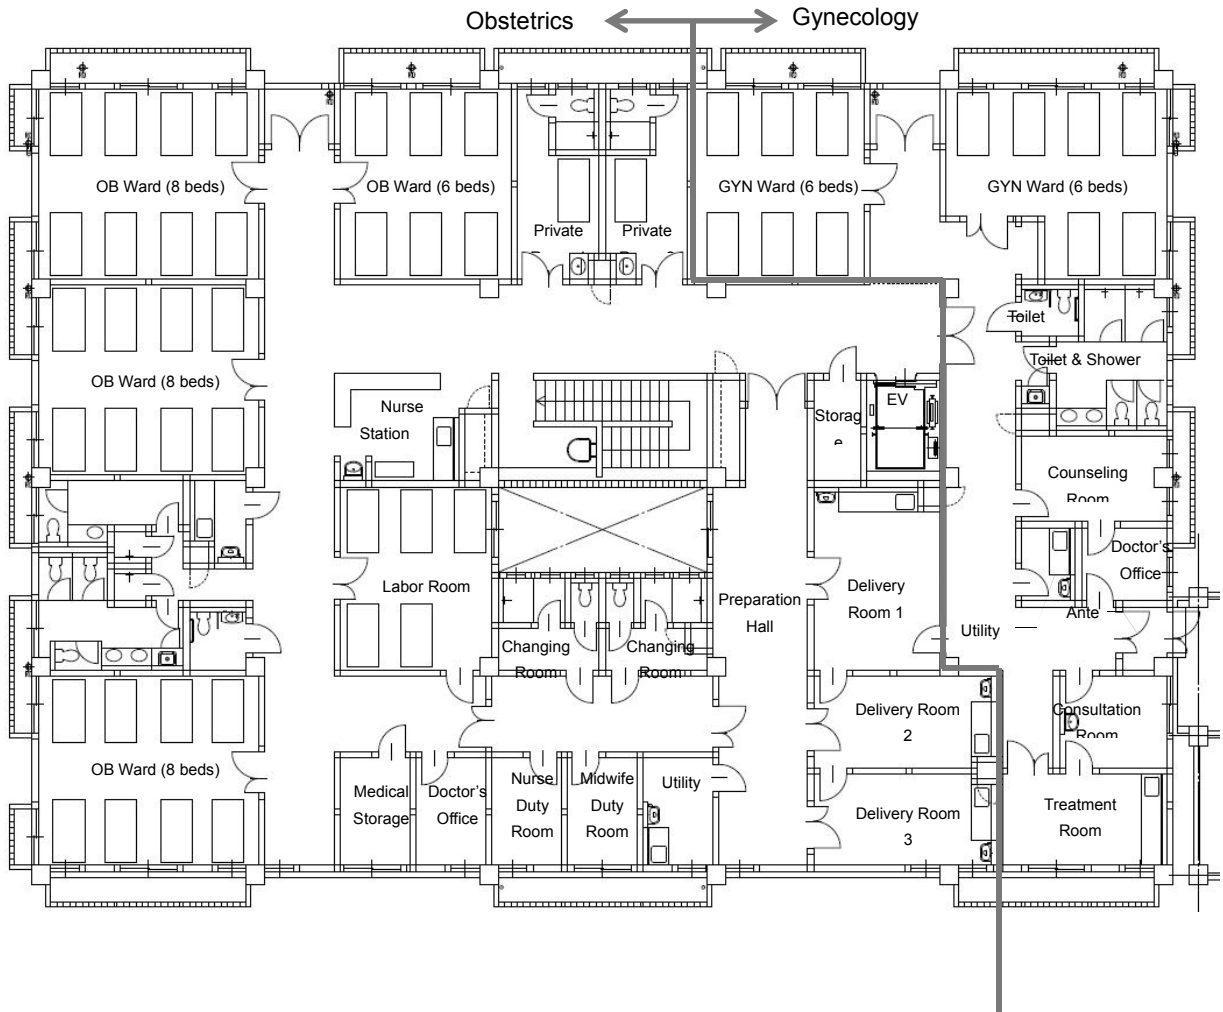 Obstetrics
Gynecology
OB Ward (8 beds)
OB Ward (6 beds)
GYN Ward (6 beds)
GYN Ward (6 beds)
Private
Private
Toilet
Toilet & Shower
OB Ward (8 beds)
Nurse
Station
Storag
e
EV
Counseling
Room
Doctor's
Office
Labor Room
Delivery
Room 1
Preparation
Hall
Ante
Utility
Changing
Room
Changing
Room
Delivery Room
2
Consultation
Room
OB Ward (8 beds)
Medical
Storage
Doctor's
Office
Nurse
Duty
Room
Midwife
Duty
Room
Utility
Delivery Room
3
Treatment
Room